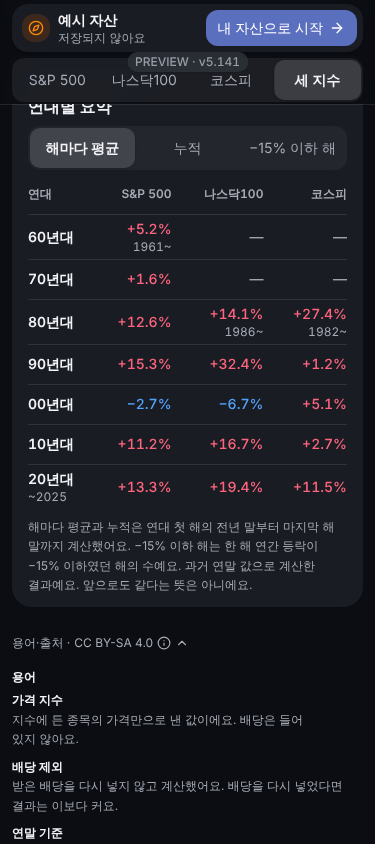 예시 자산
저장되지 않아요
내 자산으로 시작 →
PREVIEW · v5.141
S&P 500 나스닥100 코스피 세 지수
연대별 요약
해마다 평균 누적 −15% 이하 해
연대 S&P 500 나스닥100 코스피
60년대 +5.2% — —
1961~
70년대 +1.6% — —
80년대 +12.6% +14.1% +27.4%
1986~ 1982~
90년대 +15.3% +32.4% +1.2%
00년대 −2.7% −6.7% +5.1%
10년대 +11.2% +16.7% +2.7%
20년대 +13.3% +19.4% +11.5%
~2025
해마다 평균과 누적은 연대 첫 해의 전년 말부터 마지막 해
말까지 계산했어요. −15% 이하 해는 한 해 연간 등락이
−15% 이하였던 해의 수예요. 과거 연말 값으로 계산한
결과예요. 앞으로도 같다는 뜻은 아니에요.
용어·출처 · CC BY-SA 4.0
용어
가격 지수
지수에 든 종목의 가격만으로 낸 값이에요. 배당은 들어
있지 않아요.
배당 제외
받은 배당을 다시 넣지 않고 계산했어요. 배당을 다시 넣었다면
결과는 이보다 커요.
연말 기준